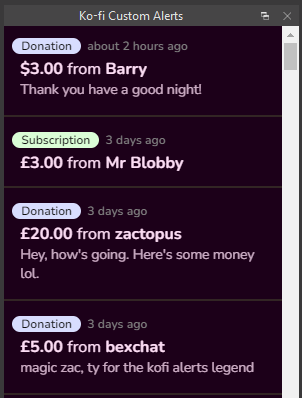 Ko-fi Custom Alerts
Donation about 2 hours ago
$3.00 from Barry
Thank you have a good night!
Subscription 3 days ago
£3.00 from Mr Blobby
Donation 3 days ago
£20.00 from zactopus
Hey, how's going. Here's some money
lol.
Donation 3 days ago
£5.00 from bexchat
magic zac, ty for the kofi alerts legend